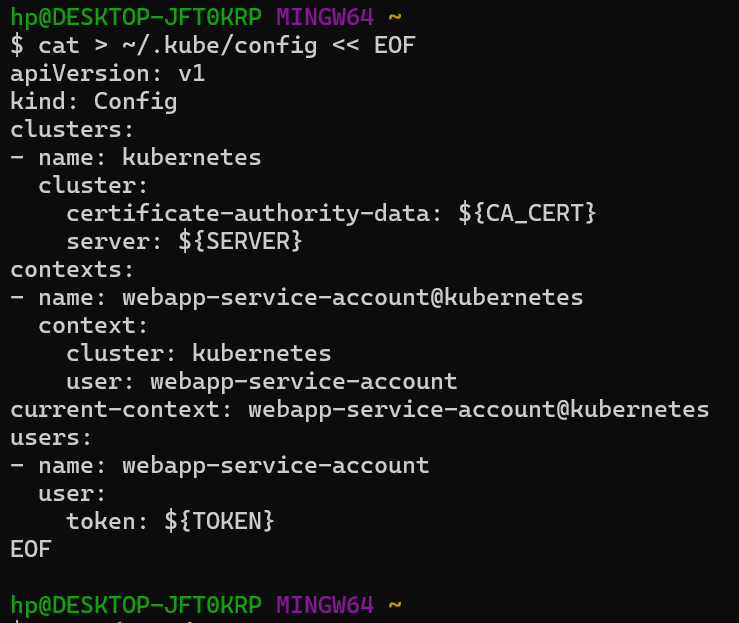 hp@DESKTOP-JFT0KRP MINGW64 ~
$ cat > ~/.kube/config << EOF
apiVersion: v1
kind: Config
clusters:
- name: kubernetes
  cluster:
    certificate-authority-data: ${CA_CERT}
    server: ${SERVER}
contexts:
- name: webapp-service-account@kubernetes
  context:
    cluster: kubernetes
    user: webapp-service-account
current-context: webapp-service-account@kubernetes
users:
- name: webapp-service-account
  user:
    token: ${TOKEN}
EOF
hp@DESKTOP-JFT0KRP MINGW64 ~